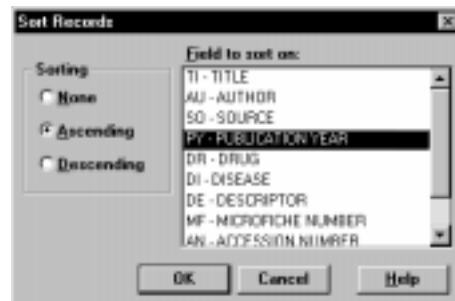 Sort Records
Sorting
None
Ascending
Descending
Field to sort on:
TI - TITLE
AU - AUTHOR
SO - SOURCE
PY - PUBLICATION YEAR
DR - DRUG
DI - DISEASE
DE - DESCRIPTOR
MF - MICROFICHE NUMBER
AN - ACCESSION NUMBER
OK
Cancel
Help